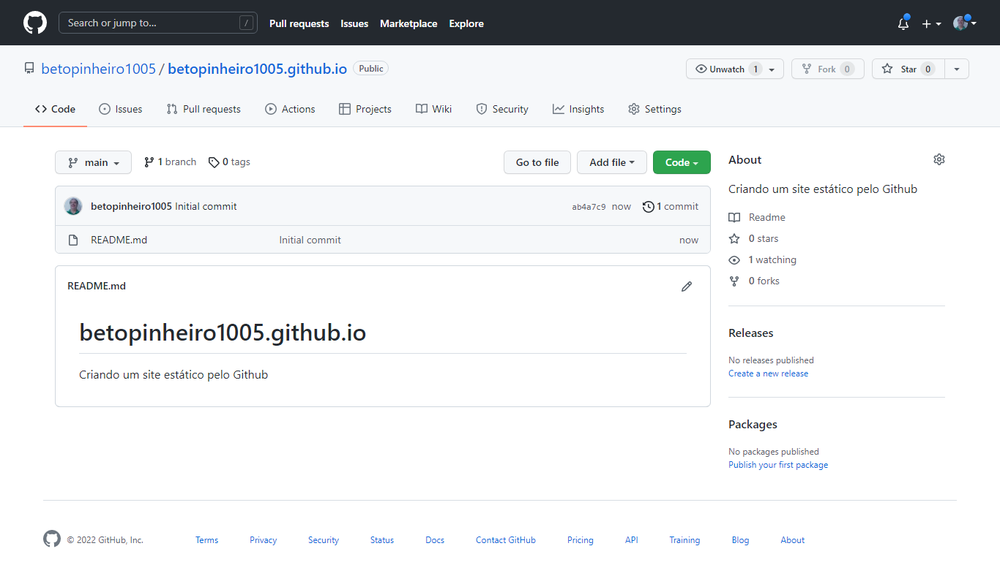 Search or jump to... / Pull requests Issues Marketplace Explore
betopinheiro1005 / betopinheiro1005.github.io Public Unwatch 1 Fork 0 Star 0
Code Issues Pull requests Actions Projects Wiki Security Insights Settings
main 1 branch 0 tags Go to file Add file Code
betopinheiro1005 Initial commit ab4a7c9 now 1 commit
README.md Initial commit now
README.md
betopinheiro1005.github.io
Criando um site estático pelo Github
About
Criando um site estático pelo Github
Readme
0 stars
1 watching
0 forks
Releases
No releases published
Create a new release
Packages
No packages published
Publish your first package
© 2022 GitHub, Inc. Terms Privacy Security Status Docs Contact GitHub Pricing API Training Blog About